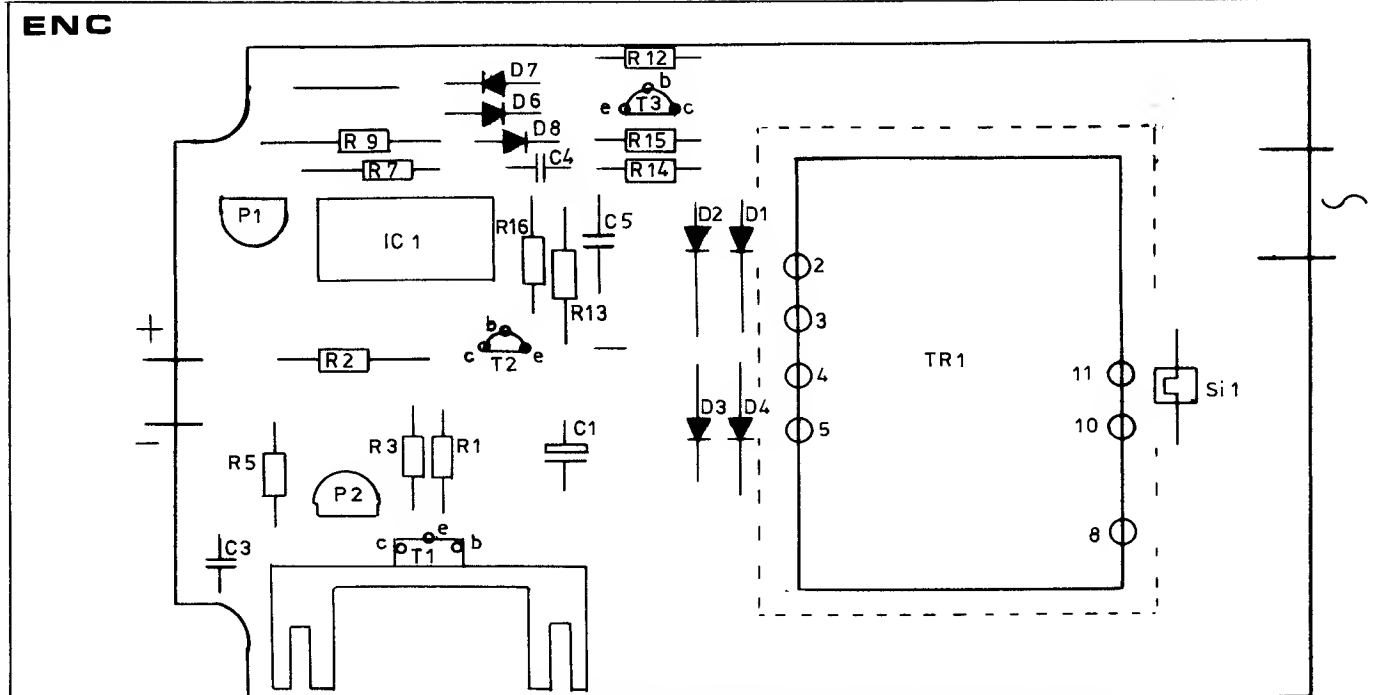 ENC
R12
D7
b
e T3 c
D6
D8
R9
R15
C4
R7
R14
P1
IC 1
R16
C5
D2 D1
R13
2
3
4
5
TR1
11
10
8
Si 1
+
-
b
c e
T2
R2
D3 D4
C1
R3 R1
R5
P2
e
c T1 b
C3